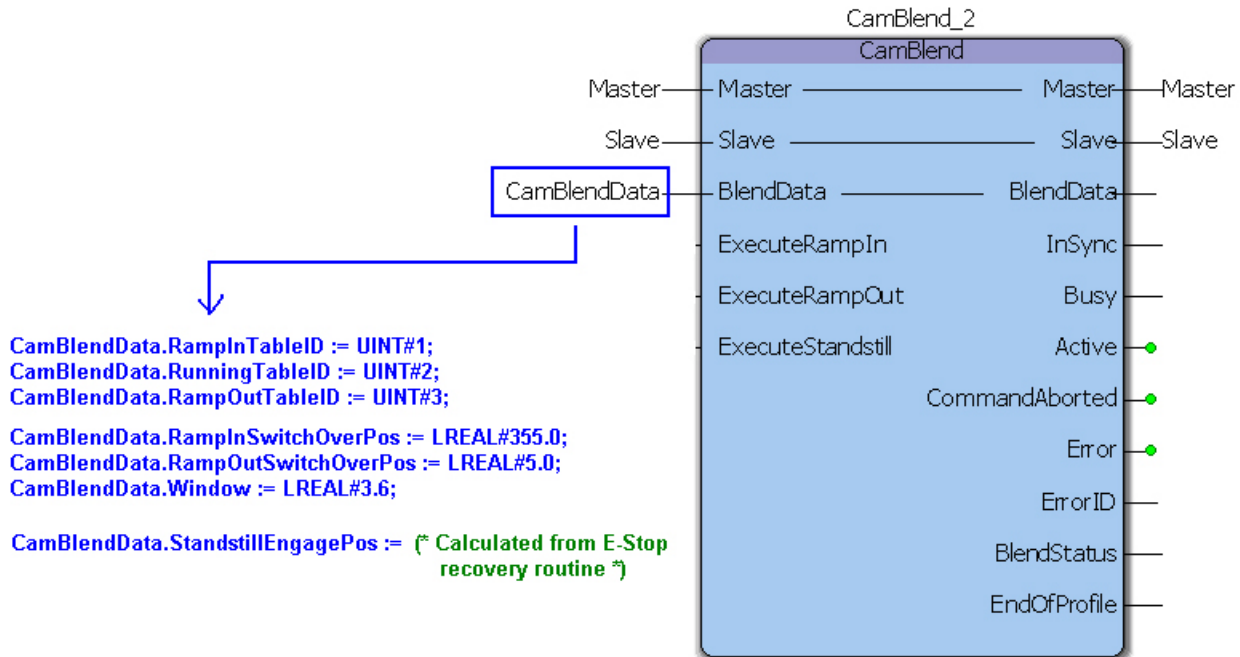 CamBlend_2
CamBlend
Master Master Master Master
Slave Slave Slave Slave
CamBlendData BlendData BlendData
ExecuteRampIn InSync
ExecuteRampOut Busy
ExecuteStandstill Active
CommandAborted
Error
ErrorID
BlendStatus
EndOfProfile
CamBlendData.RampInTableID := UINT#1;
CamBlendData.RunningTableID := UINT#2;
CamBlendData.RampOutTableID := UINT#3;
CamBlendData.RampInSwitchOverPos := LREAL#355.0;
CamBlendData.RampOutSwitchOverPos := LREAL#5.0;
CamBlendData.Window := LREAL#3.6;
CamBlendData.StandstillEngagePos := (* Calculated from E-Stop
recovery routine *)